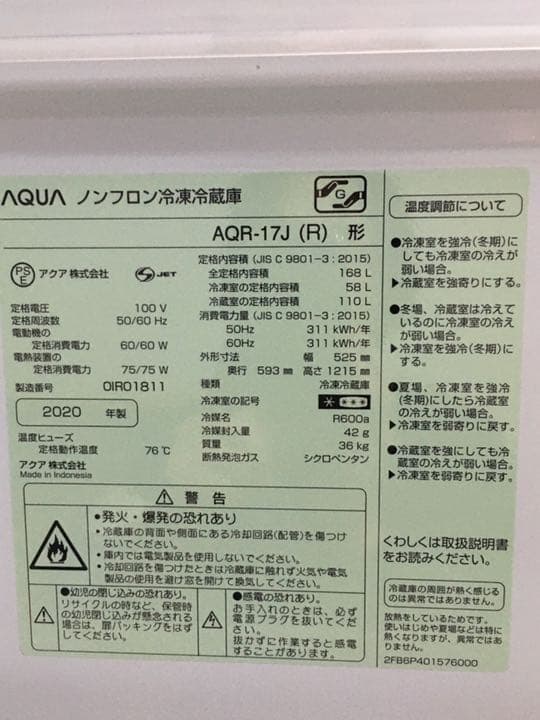 AQUA ノンフロン冷凍冷蔵庫
G
AQR-17J (R) 形
PS
E
アクア 株式会社
JET
定格電圧 100 V
定格周波数 50/60 Hz
電動機の
定格消費電力 60/60 W
電熱装置の
定格消費電力 75/75 W
製造番号 0IR01811
2020 年製
温度ヒューズ
定格動作温度 76℃
アクア 株式会社
Made in Indonesia
定格内容積 (JIS C 9801-3 : 2015)
全定格内容積 168 L
冷凍室の定格内容積 58 L
冷蔵室の定格内容積 110 L
消費電力量 (JIS C 9801-3 : 2015)
50Hz 311 kWh/年
60Hz 311 kWh/年
外形寸法 幅 525 mm
奥行 593 mm 高さ 1215 mm
種類 冷凍冷蔵庫
冷凍室の記号
冷媒名 R600a
冷媒封入量 42 g
質量 36 kg
断熱発泡ガス シクロペンタン
警告
・発火・爆発の恐れあり
・冷蔵庫の背面や側面にある冷却回路(配管)を傷つけ
ないでください。
・庫内では電気製品を使用しないでください。
・冷却回路を傷つけたときは冷蔵庫に触れず火気や電気
製品の使用を避け窓を開けて換気してください。
●幼児の閉じ込めの恐れあり。
リサイクルの時など、保管時
の幼児閉じ込めが懸念される
場合は、扉パッキングをはず
してください。
●感電の恐れあり。
お手入れのときは、必ず
電源プラグを抜いてくだ
さい。
抜かずに作業すると感電
することがあります。
温度調節について
●冷凍室を強冷(冬期)に
しても冷凍室の冷えが
弱い場合。
▶冷蔵室を強寄りにする。
●冬場、冷蔵室は冷えて
いるのに冷凍室の冷え
が弱い場合。
▶冷凍室を強冷(冬期)に
する。
●夏場、冷凍室を強冷
(冬期)にしたら冷蔵室
の冷えが弱い場合。
▶冷凍室を弱寄りに戻す。
●冷蔵室を強にしても冷
蔵室の冷えが弱い場合。
▶冷凍室を弱寄りに戻す。
くわしくは取扱説明書
をお読みください。
冷蔵庫の周囲が熱く感じる
のは異常ではありません。
放熱をしているためです。
使いはじめや夏場などは特に
熱くなりますが異常ではあり
ません。
2FB6P401576000